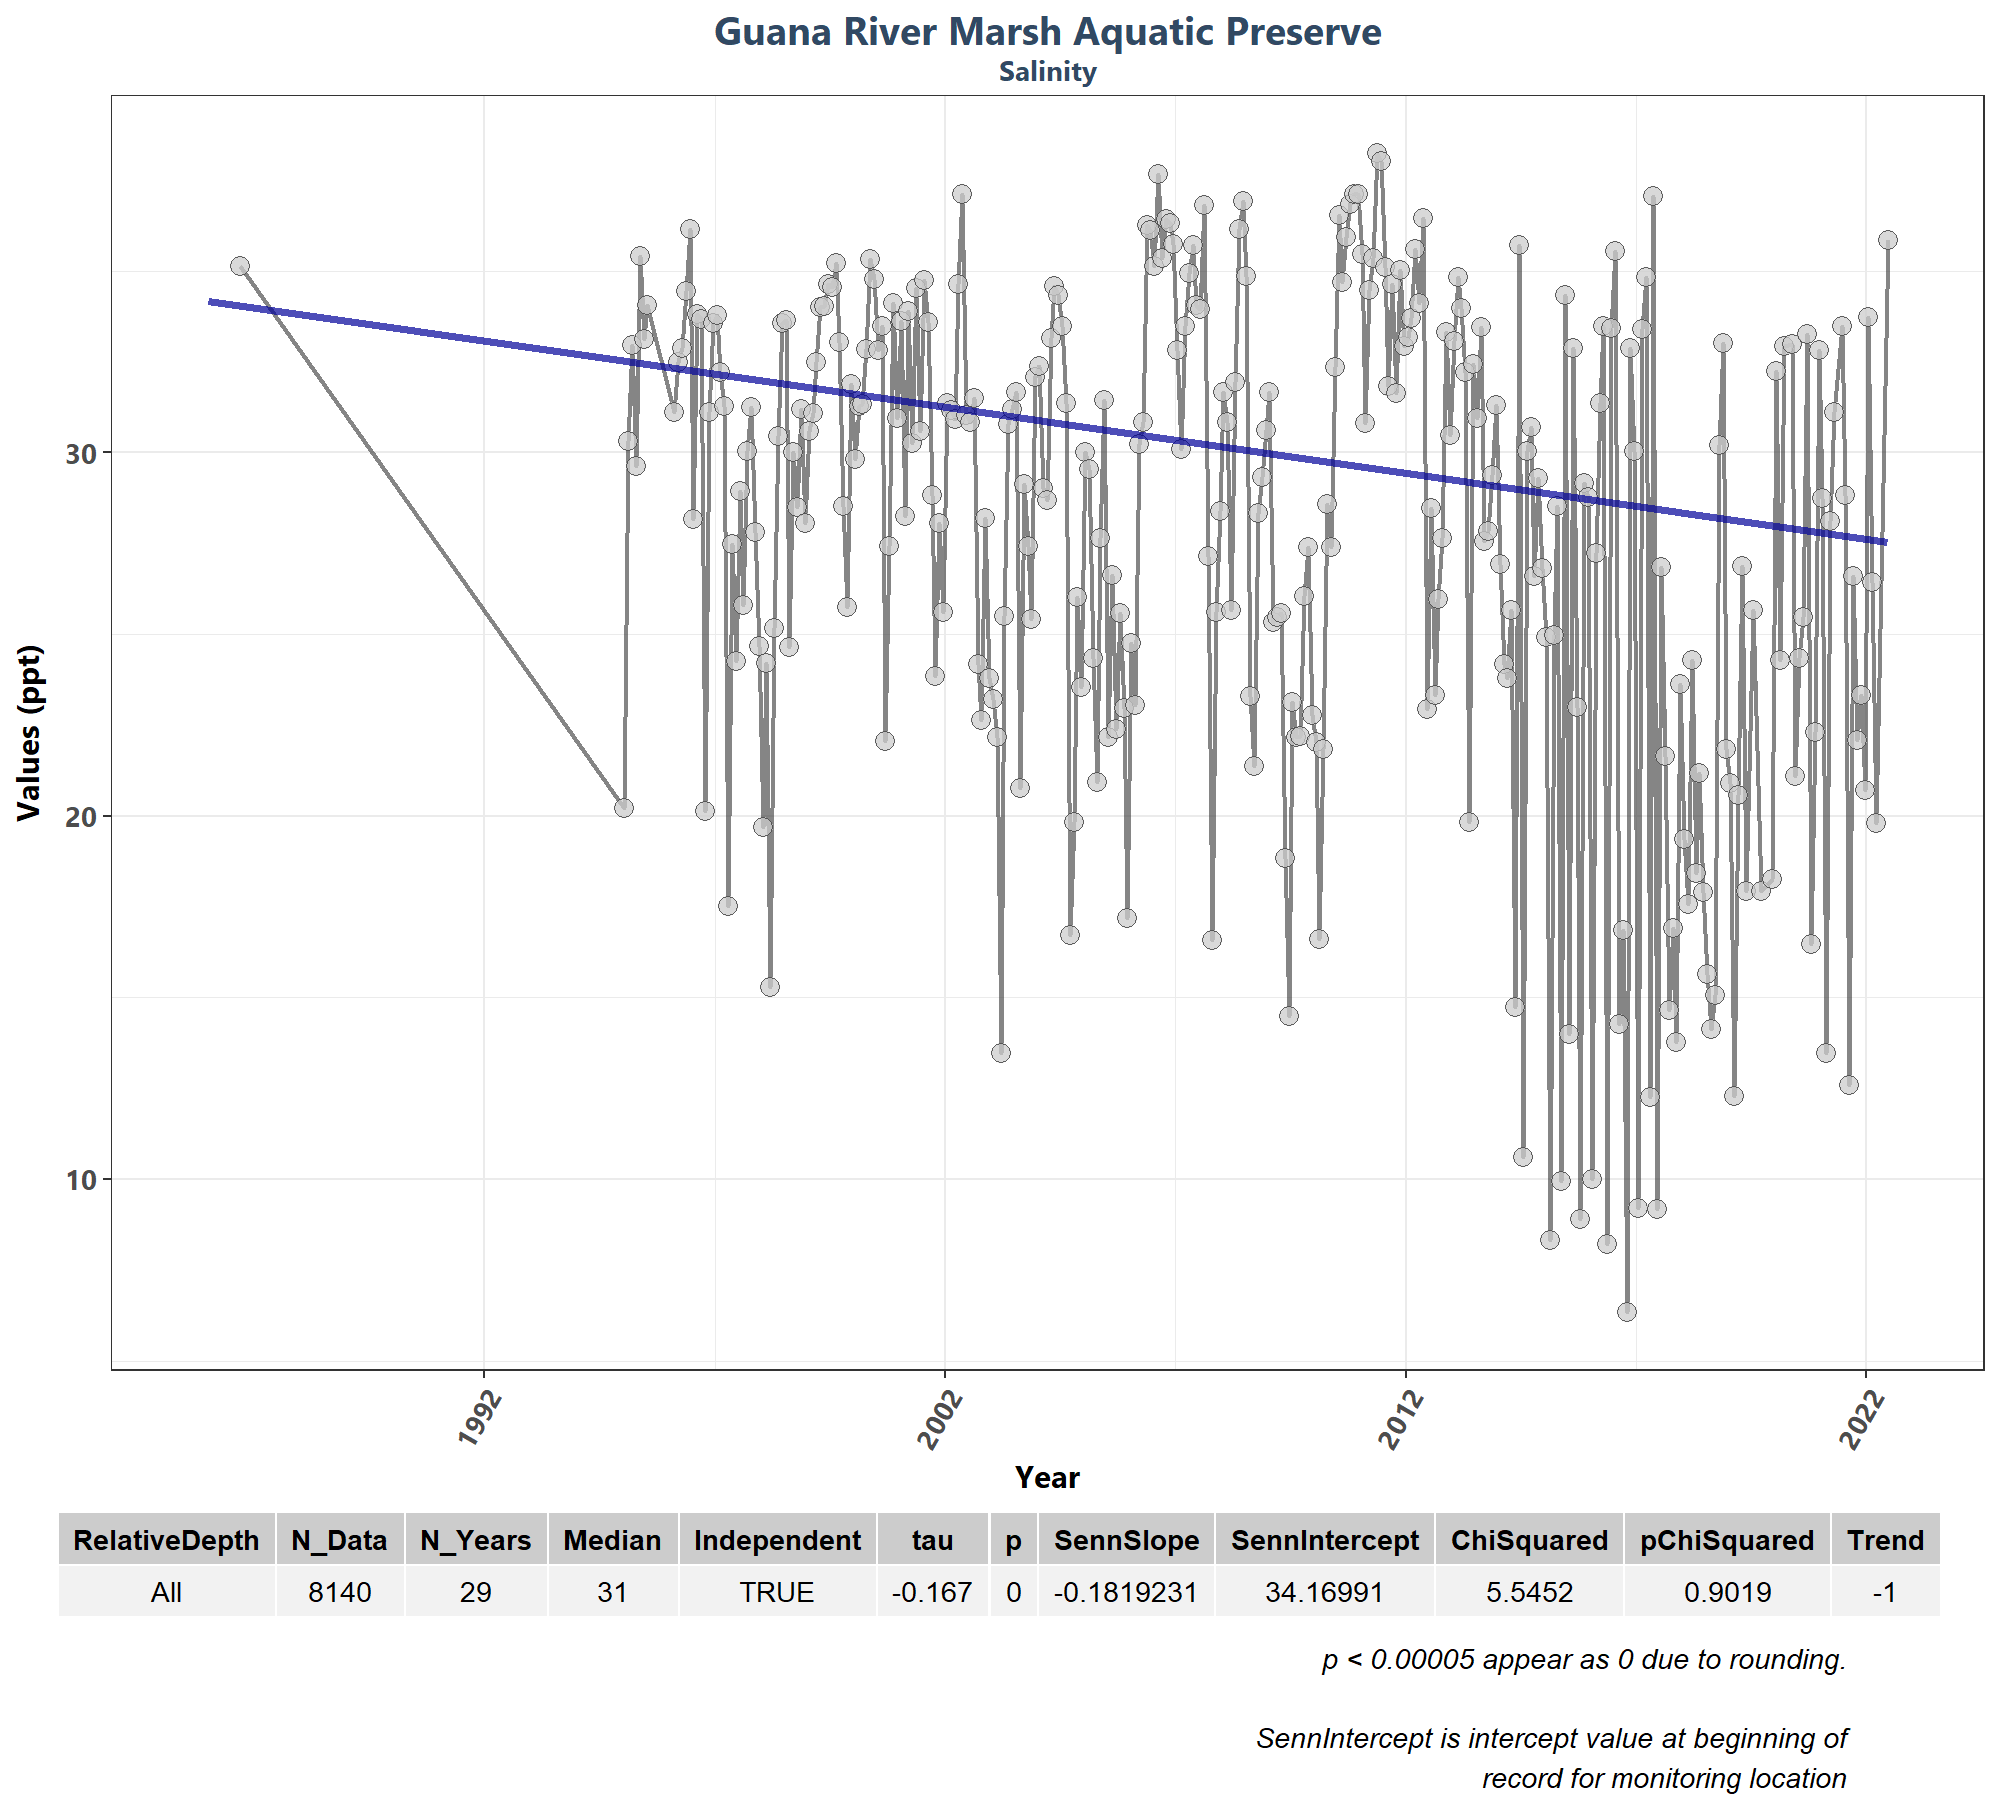 Guana River Marsh Aquatic Preserve
Salinity
Values (ppt)
30
20
10
1992
2002
2012
2022
Year
RelativeDepth N_Data N_Years Median Independent tau p SennSlope SennIntercept ChiSquared pChiSquared Trend
All 8140 29 31 TRUE -0.167 0 -0.1819231 34.16991 5.5452 0.9019 -1
p < 0.00005 appear as 0 due to rounding.
SennIntercept is intercept value at beginning of
record for monitoring location